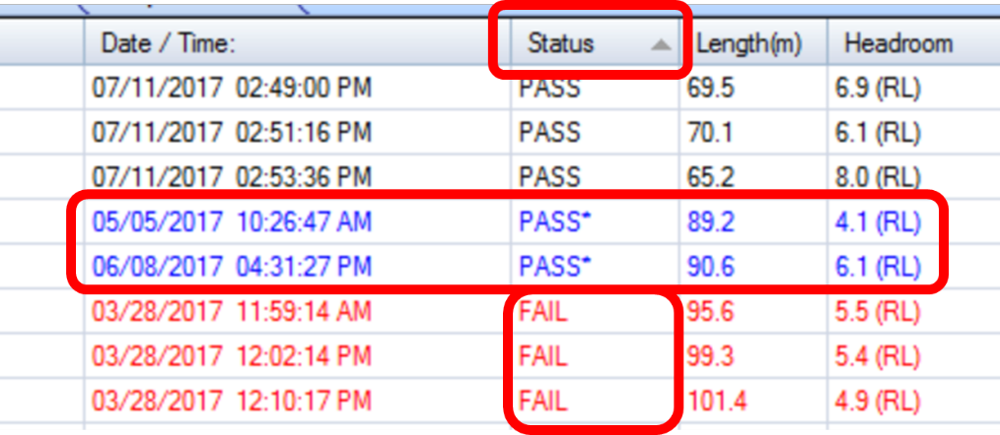 Date / Time: Status Length(m) Headroom
07/11/2017 02:49:00 PM PASS 69.5 6.9 (RL)
07/11/2017 02:51:16 PM PASS 70.1 6.1 (RL)
07/11/2017 02:53:36 PM PASS 65.2 8.0 (RL)
05/05/2017 10:26:47 AM PASS* 89.2 4.1 (RL)
06/08/2017 04:31:27 PM PASS* 90.6 6.1 (RL)
03/28/2017 11:59:14 AM FAIL 95.6 5.5 (RL)
03/28/2017 12:02:14 PM FAIL 99.3 5.4 (RL)
03/28/2017 12:10:17 PM FAIL 101.4 4.9 (RL)